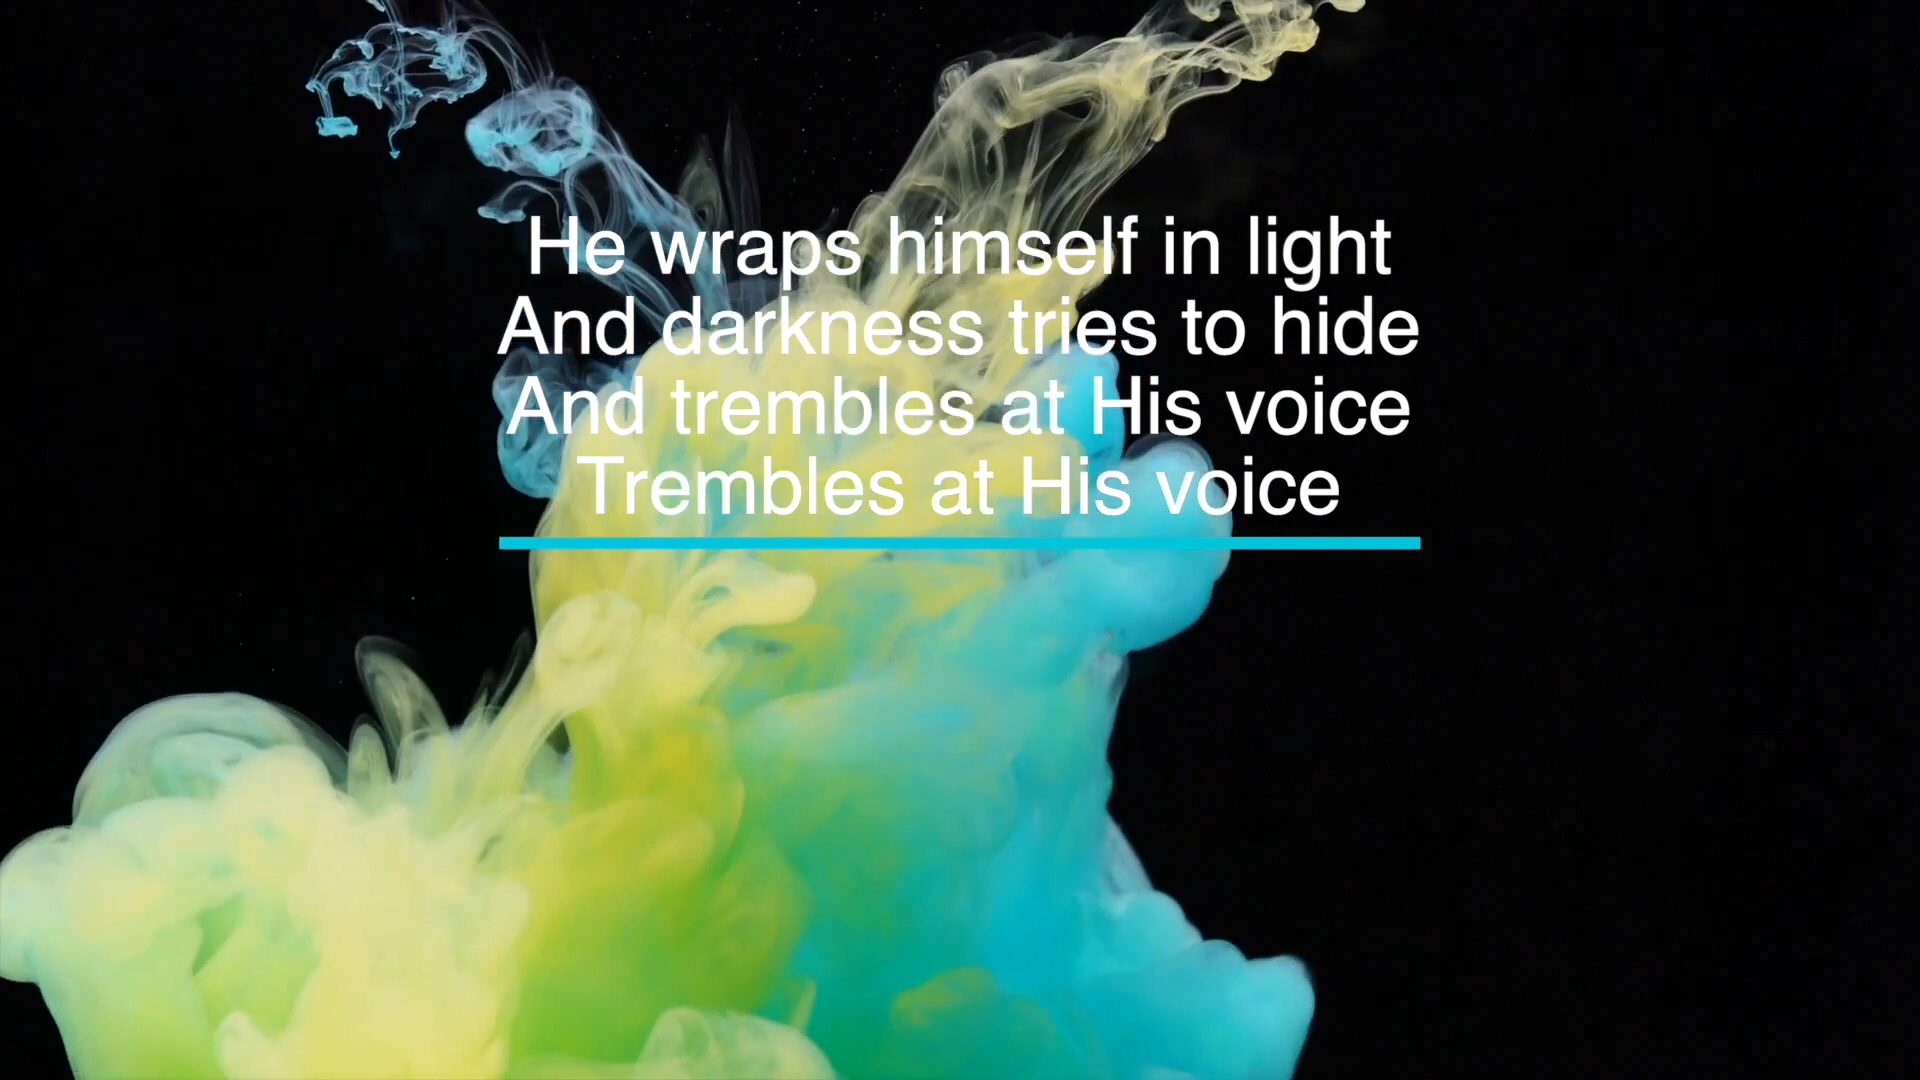 He wraps himself in light
And darkness tries to hide
And trembles at His voice
Trembles at His voice